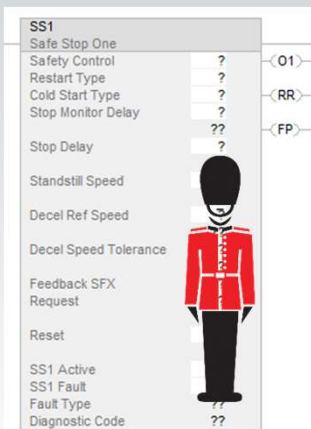 SS1
Safe Stop One
Safety Control ? O1
Restart Type ?
Cold Start Type ? RR
Stop Monitor Delay ?
?? FP
Stop Delay ?
Standstill Speed
Decel Ref Speed
Decel Speed Tolerance
Feedback SFX
Request
Reset
SS1 Active
SS1 Fault
Fault Type ??
Diagnostic Code ??